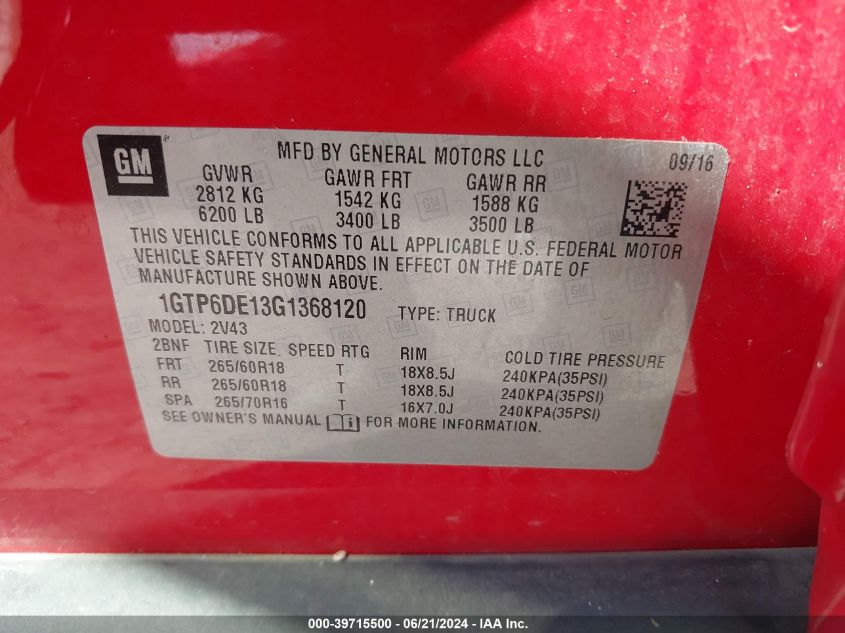 GM
MFD BY GENERAL MOTORS LLC 09/16
GVWR GAWR FRT GAWR RR
2812 KG 1542 KG 1588 KG
6200 LB 3400 LB 3500 LB
THIS VEHICLE CONFORMS TO ALL APPLICABLE U.S. FEDERAL MOTOR
VEHICLE SAFETY STANDARDS IN EFFECT ON THE DATE OF
MANUFACTURE SHOWN ABOVE.
1GTP6DE13G1368120 TYPE: TRUCK
MODEL: 2V43
2BNF TIRE SIZE SPEED RTG RIM COLD TIRE PRESSURE
FRT 265/60R18 T 18X8.5J 240KPA(35PSI)
RR 265/60R18 T 18X8.5J 240KPA(35PSI)
SPA 265/70R16 T 16X7.0J 240KPA(35PSI)
SEE OWNER'S MANUAL FOR MORE INFORMATION.
000-39715500 - 06/21/2024 - IAAI.com